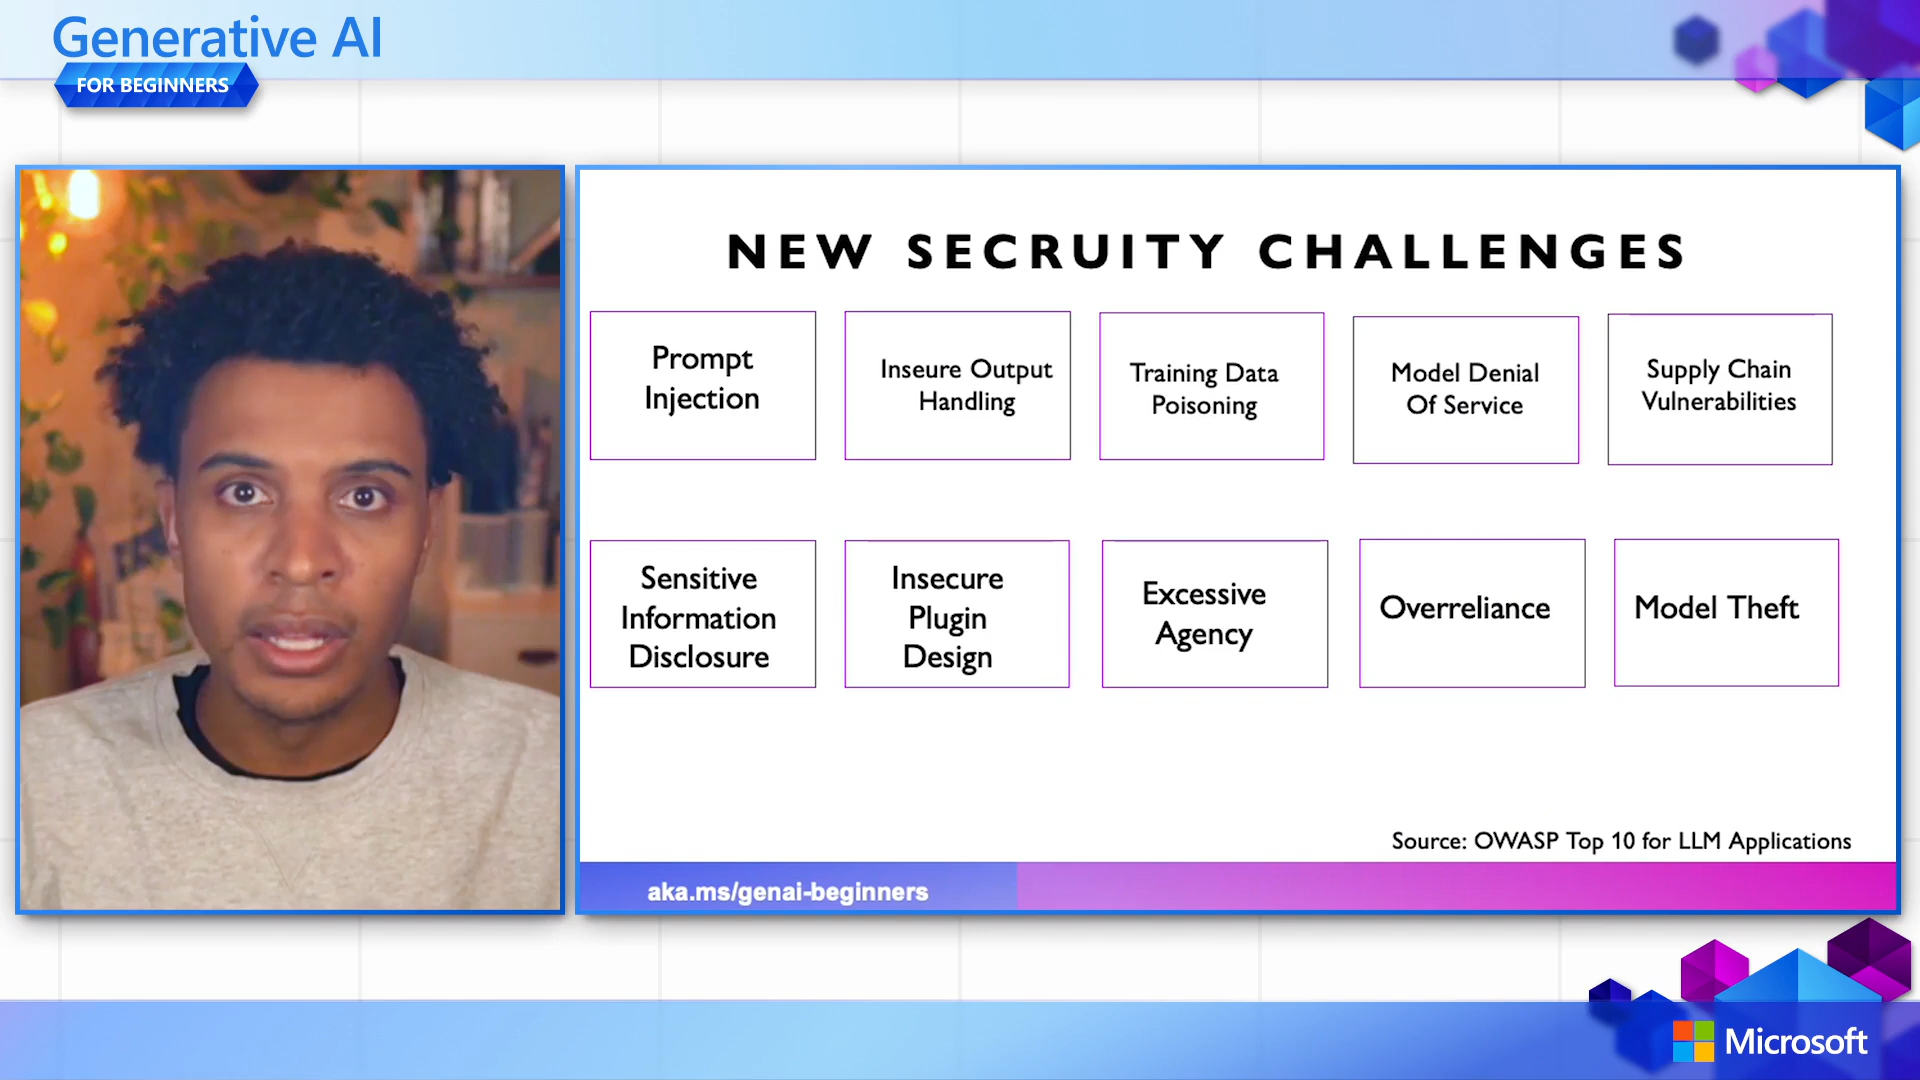 Generative AI
FOR BEGINNERS
NEW SECRUITY CHALLENGES
Prompt
Injection
Inseure Output
Handling
Training Data
Poisoning
Model Denial
Of Service
Supply Chain
Vulnerabilities
Sensitive
Information
Disclosure
Insecure
Plugin
Design
Excessive
Agency
Overreliance
Model Theft
Source: OWASP Top 10 for LLM Applications
aka.ms/genai-beginners
Microsoft